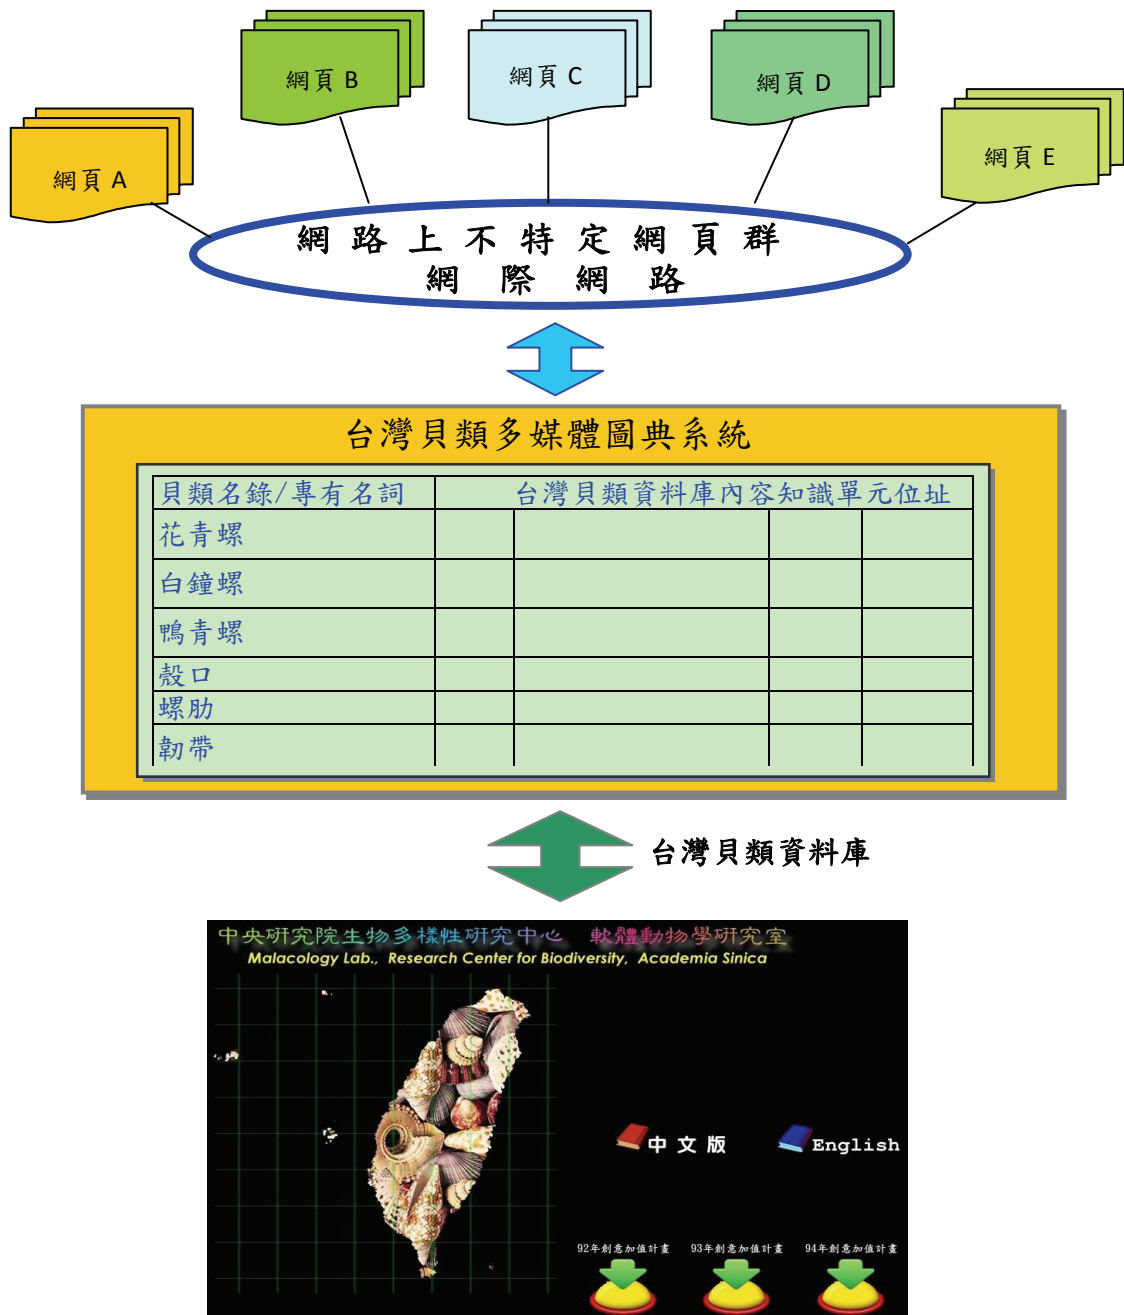 網頁 A
網頁 B
網頁 C
網頁 D
網頁 E
網路上不特定網頁群
網際網路
台灣貝類多媒體圖典系統
貝類名錄/專有名詞 台灣貝類資料庫內容知識單元位址
花青螺
白鐘螺
鴨青螺
殼口
螺肋
韌帶
台灣貝類資料庫
中央研究院生物多樣性研究中心 軟體動物學研究室
Malacology Lab., Research Center for Biodiversity, Academia Sinica
中文版 English
92年創意加值計畫 93年創意加值計畫 94年創意加值計畫